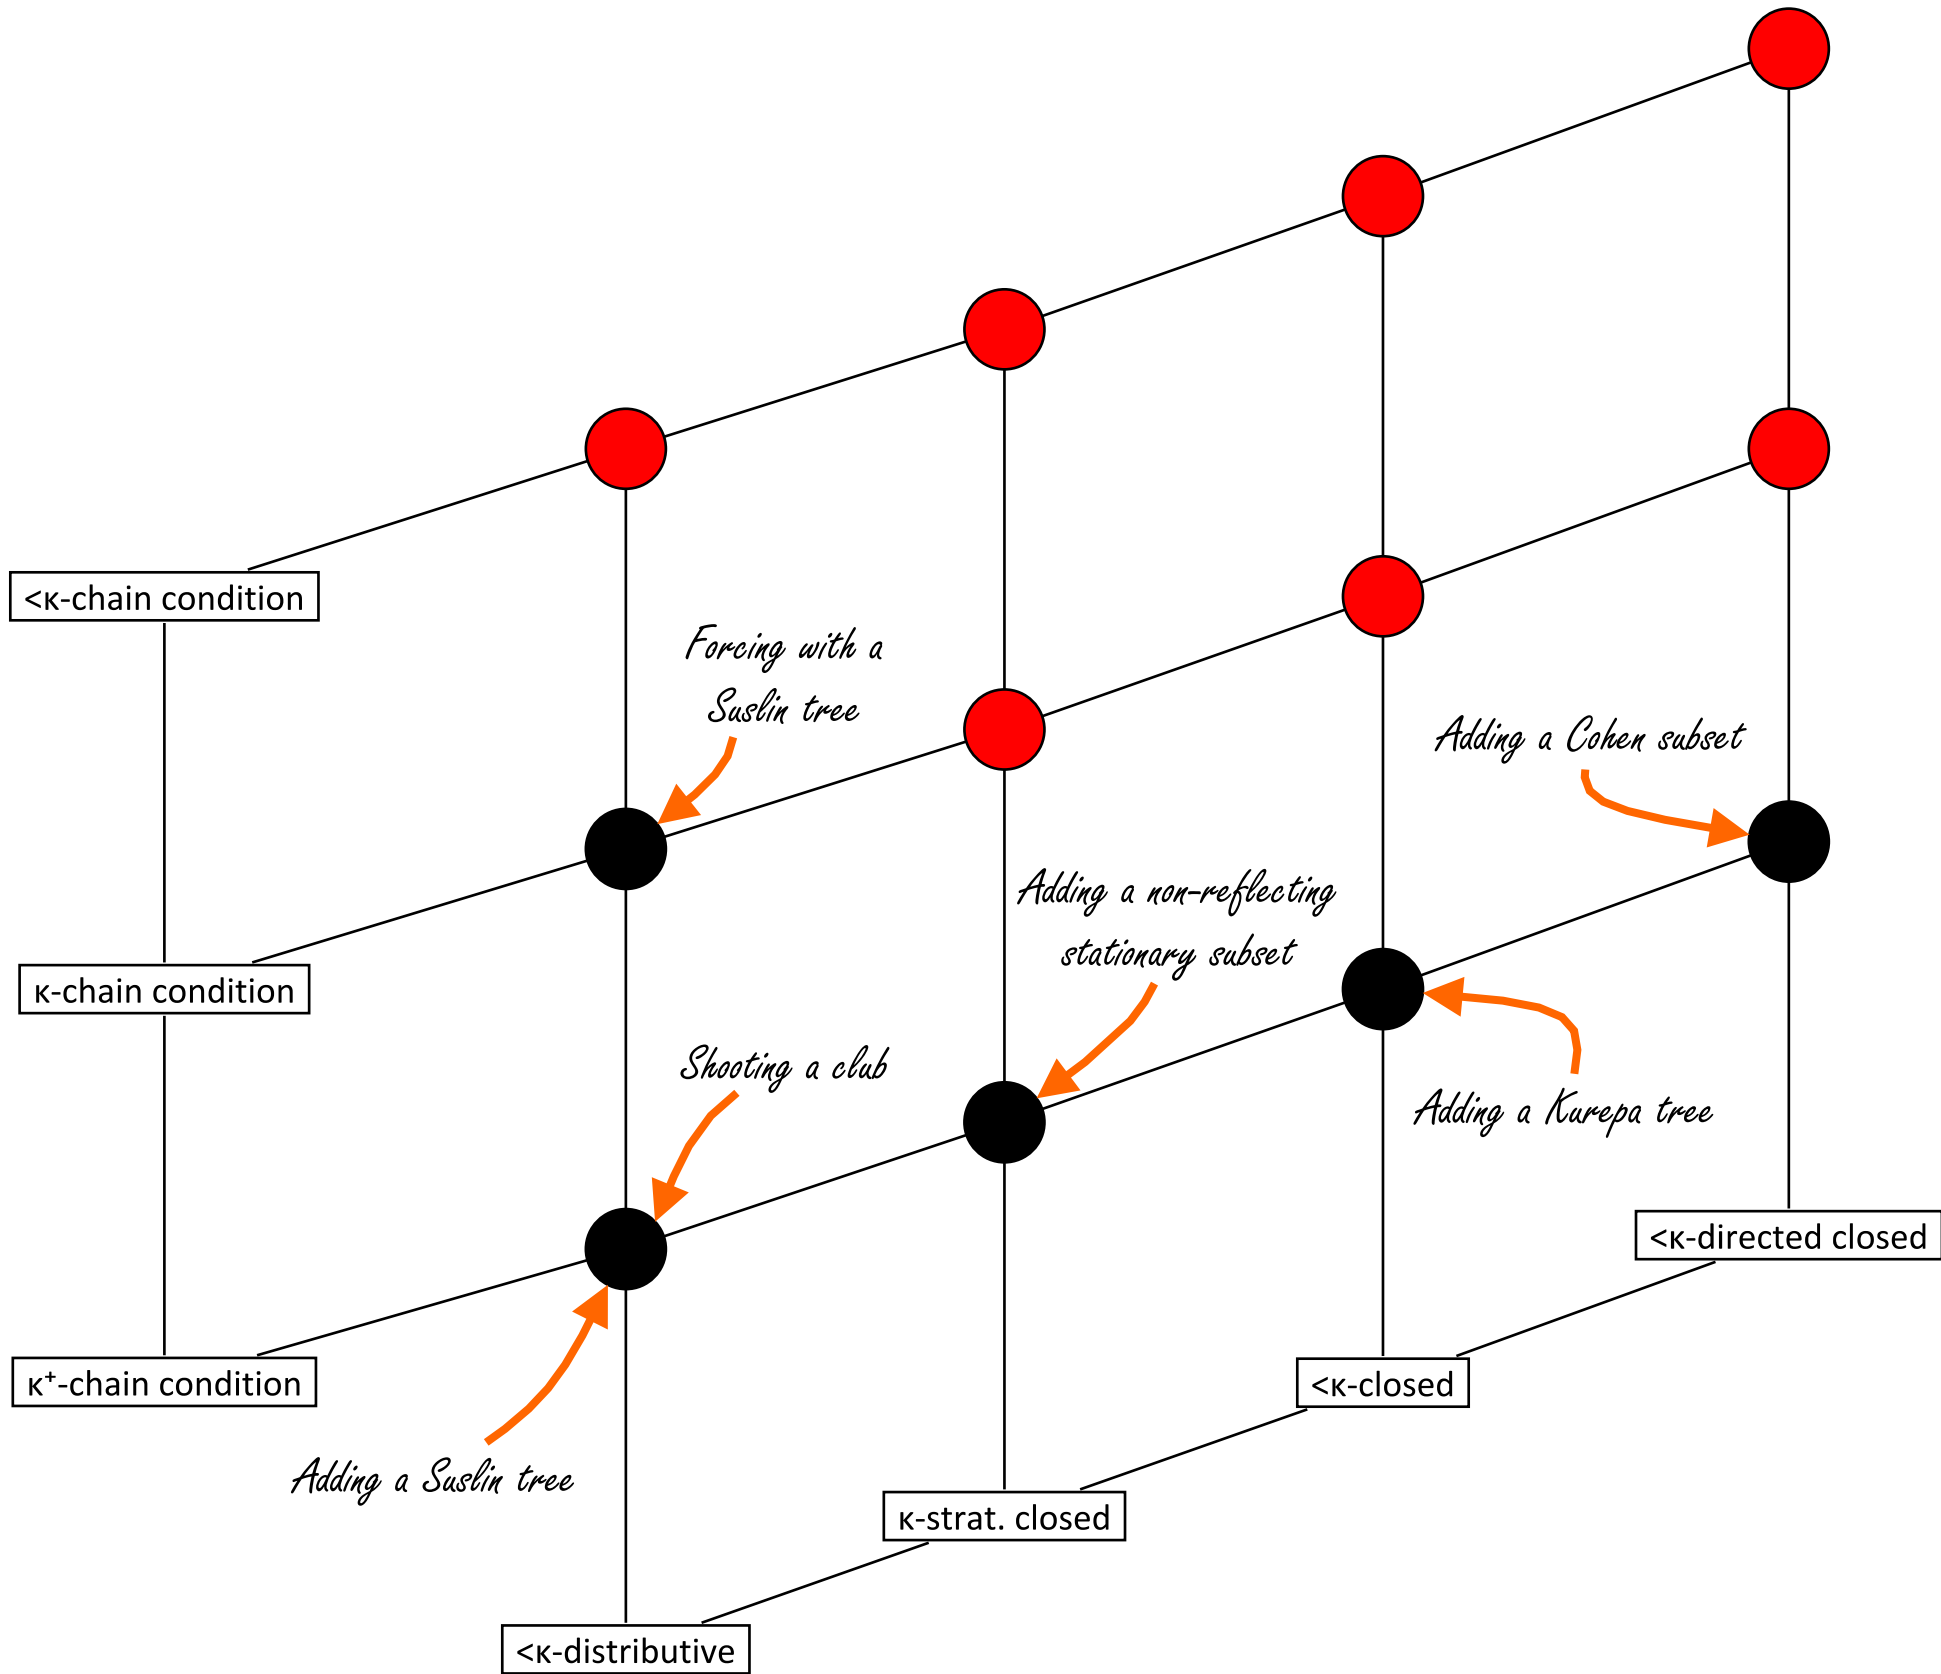 <κ-chain condition
Forcing with a
Suslin tree
Adding a Cohen subset
Adding a non-reflecting
stationary subset
κ-chain condition
Shooting a club
Adding a Kurepa tree
<κ-directed closed
κ⁺-chain condition
<κ-closed
Adding a Suslin tree
κ-strat. closed
<κ-distributive